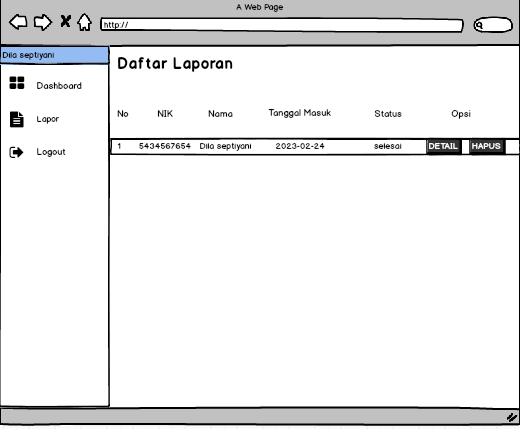 A Web Page
http://
Dila septiyani
Dashboard
Lapor
Logout
Daftar Laporan
No NIK Nama Tanggal Masuk Status Opsi
1 5434567654 Dila septiyani 2023-02-24 selesai DETAIL HAPUS